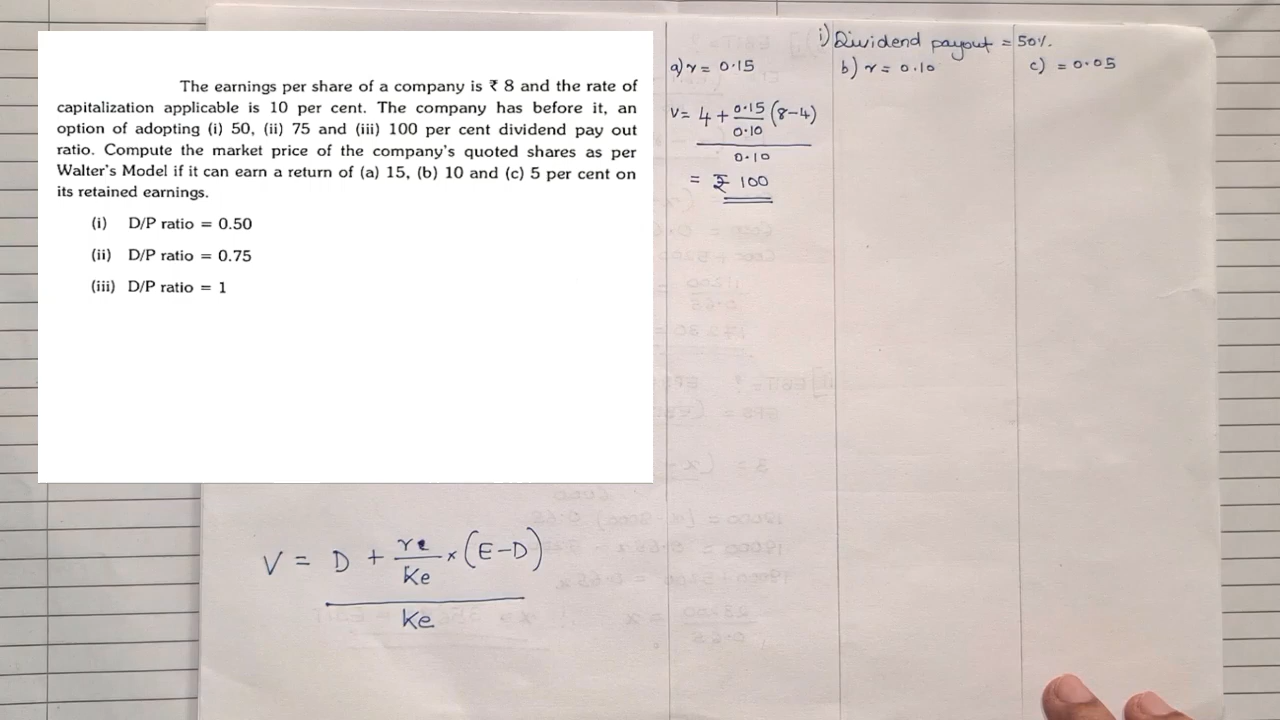 The earnings per share of a company is ₹ 8 and the rate of
capitalization applicable is 10 per cent. The company has before it, an
option of adopting (i) 50, (ii) 75 and (iii) 100 per cent dividend pay out
ratio. Compute the market price of the company's quoted shares as per
Walter's Model if it can earn a return of (a) 15, (b) 10 and (c) 5 per cent on
its retained earnings.
(i) D/P ratio = 0.50
(ii) D/P ratio = 0.75
(iii) D/P ratio = 1
i) Dividend payout = 50%.
a) r = 0.15
b) r = 0.10
c) = 0.05
V = 4 + 0.15/0.10 (8-4)
0.10
= ₹ 100
V = D + re/Ke × (E-D)
Ke